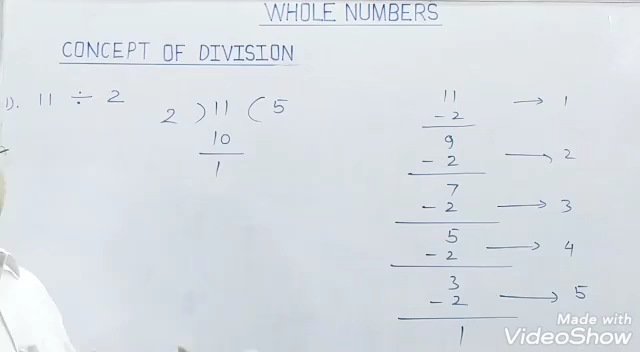 WHOLE NUMBERS
CONCEPT OF DIVISION
1). 11 ÷ 2
2 ) 11 ( 5
10
1
11
- 2 → 1
9
- 2 → 2
7
- 2 → 3
5
- 2 → 4
3
- 2 → 5
1
Made with
VideoShow